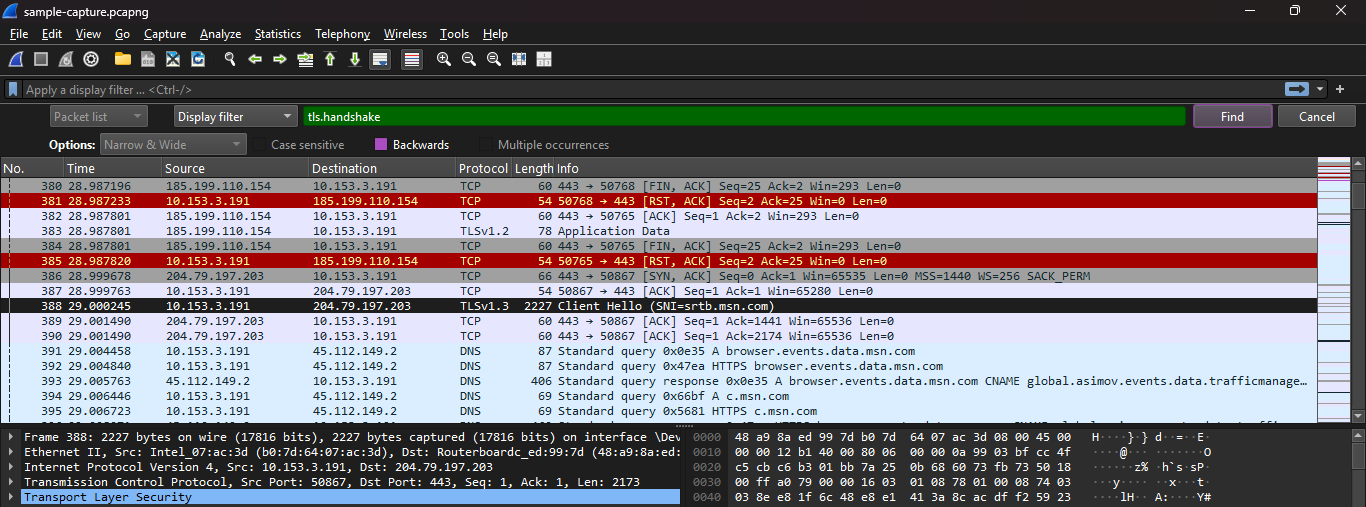 sample-capture.pcapng
File Edit View Go Capture Analyze Statistics Telephony Wireless Tools Help
Apply a display filter ... <Ctrl-/>
Packet list Display filter tls.handshake Find Cancel
Options: Narrow & Wide Case sensitive Backwards Multiple occurrences
No. Time Source Destination Protocol Length Info
380 28.987196 185.199.110.154 10.153.3.191 TCP 60 443 → 50768 [FIN, ACK] Seq=25 Ack=2 Win=293 Len=0
381 28.987233 10.153.3.191 185.199.110.154 TCP 54 50768 → 443 [RST, ACK] Seq=2 Ack=25 Win=0 Len=0
382 28.987801 185.199.110.154 10.153.3.191 TCP 60 443 → 50765 [ACK] Seq=1 Ack=2 Win=293 Len=0
383 28.987801 185.199.110.154 10.153.3.191 TLSv1.2 78 Application Data
384 28.987801 185.199.110.154 10.153.3.191 TCP 60 443 → 50765 [FIN, ACK] Seq=25 Ack=2 Win=293 Len=0
385 28.987820 10.153.3.191 185.199.110.154 TCP 54 50765 → 443 [RST, ACK] Seq=2 Ack=25 Win=0 Len=0
386 28.999678 204.79.197.203 10.153.3.191 TCP 66 443 → 50867 [SYN, ACK] Seq=0 Ack=1 Win=65535 Len=0 MSS=1440 WS=256 SACK_PERM
387 28.999763 10.153.3.191 204.79.197.203 TCP 54 50867 → 443 [ACK] Seq=1 Ack=1 Win=65280 Len=0
388 29.000245 10.153.3.191 204.79.197.203 TLSv1.3 2227 Client Hello (SNI=srtb.msn.com)
389 29.001490 204.79.197.203 10.153.3.191 TCP 60 443 → 50867 [ACK] Seq=1 Ack=1441 Win=65536 Len=0
390 29.001490 204.79.197.203 10.153.3.191 TCP 60 443 → 50867 [ACK] Seq=1 Ack=2174 Win=65536 Len=0
391 29.004458 10.153.3.191 45.112.149.2 DNS 87 Standard query 0x0e35 A browser.events.data.msn.com
392 29.004840 10.153.3.191 45.112.149.2 DNS 87 Standard query 0x47ea HTTPS browser.events.data.msn.com
393 29.005763 45.112.149.2 10.153.3.191 DNS 406 Standard query response 0x0e35 A browser.events.data.msn.com CNAME global.asimov.events.data.trafficmanage…
394 29.006446 10.153.3.191 45.112.149.2 DNS 69 Standard query 0x66bf A c.msn.com
395 29.006723 10.153.3.191 45.112.149.2 DNS 69 Standard query 0x5681 HTTPS c.msn.com
Frame 388: 2227 bytes on wire (17816 bits), 2227 bytes captured (17816 bits) on interface \Dev
Ethernet II, Src: Intel_07:ac:3d (b0:7d:64:07:ac:3d), Dst: Routerboardc_ed:99:7d (48:a9:8a:ed:
Internet Protocol Version 4, Src: 10.153.3.191, Dst: 204.79.197.203
Transmission Control Protocol, Src Port: 50867, Dst Port: 443, Seq: 1, Ack: 1, Len: 2173
Transport Layer Security
0000 48 a9 8a ed 99 7d b0 7d 64 07 ac 3d 08 00 45 00 H····}·} d··=··E·
0010 00 00 12 b1 40 00 80 06 00 00 0a 99 03 bf cc 4f ····@··· ·······O
0020 c5 cb c6 b3 01 bb 7a 25 0b 68 60 73 fb 73 50 18 ······z% ·h`s·sP·
0030 00 ff a0 79 00 00 16 03 01 08 78 01 00 08 74 03 ···y···· ··x···t·
0040 03 8e e8 1f 6c 48 e8 e1 41 3a 8c ac df f2 59 23 ····lH·· A:····Y#